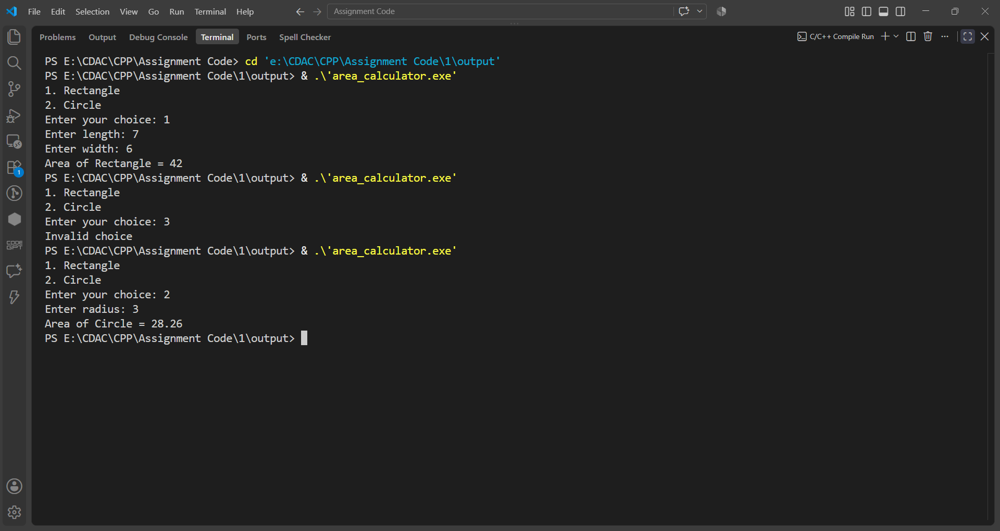 File Edit Selection View Go Run Terminal Help
Assignment Code
Problems Output Debug Console Terminal Ports Spell Checker
C/C++ Compile Run
PS E:\CDAC\CPP\Assignment Code> cd 'e:\CDAC\CPP\Assignment Code\1\output'
PS E:\CDAC\CPP\Assignment Code\1\output> & .\'area_calculator.exe'
1. Rectangle
2. Circle
Enter your choice: 1
Enter length: 7
Enter width: 6
Area of Rectangle = 42
PS E:\CDAC\CPP\Assignment Code\1\output> & .\'area_calculator.exe'
1. Rectangle
2. Circle
Enter your choice: 3
Invalid choice
PS E:\CDAC\CPP\Assignment Code\1\output> & .\'area_calculator.exe'
1. Rectangle
2. Circle
Enter your choice: 2
Enter radius: 3
Area of Circle = 28.26
PS E:\CDAC\CPP\Assignment Code\1\output>
1
CODE
GPT